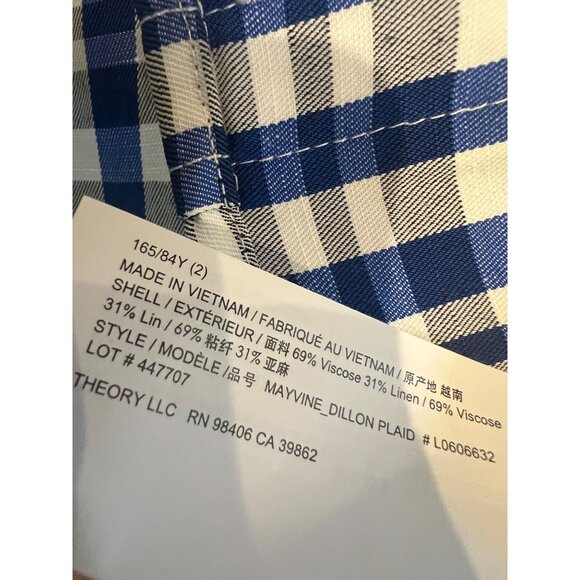 165/84Y (2)
MADE IN VIETNAM / FABRIQUÉ AU VIETNAM / 原产地 越南
SHELL / EXTÉRIEUR / 面料 69% Viscose 31% Linen / 69% Viscose
31% Lin / 69% 粘纤 31% 亚麻
STYLE / MODÈLE / 品号 MAYVINE_DILLON PLAID # L0606632
LOT # 447707
THEORY LLC RN 98406 CA 39862